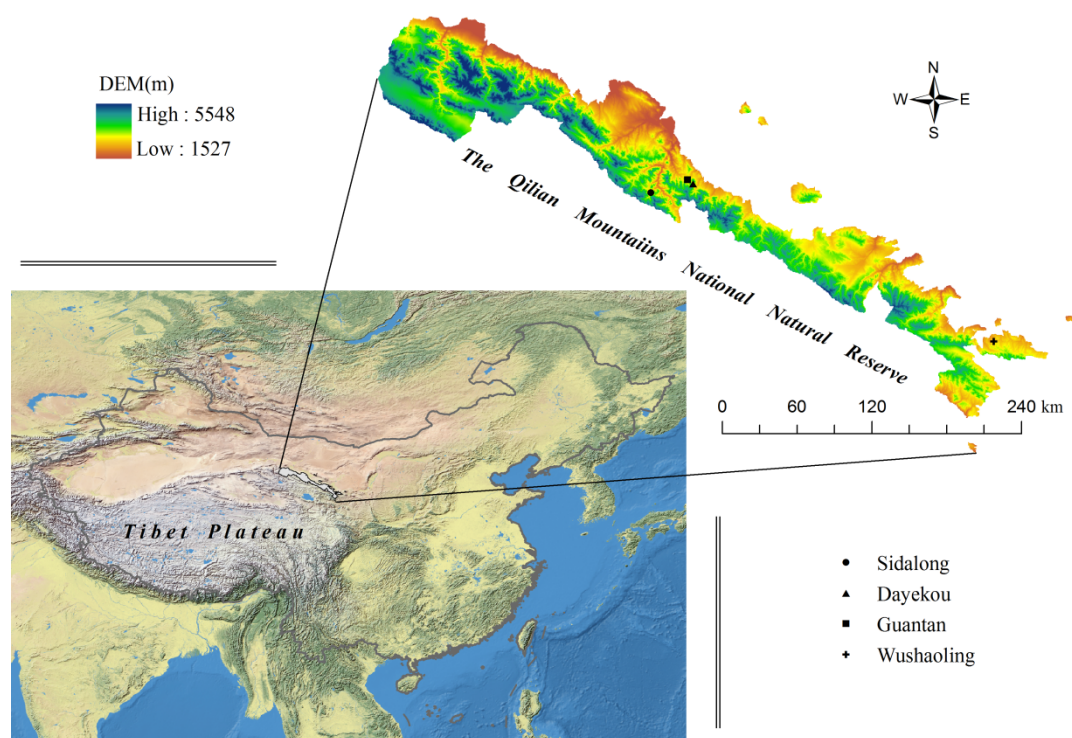 DEM(m)
High : 5548
Low : 1527
N
W E
S
The Qilian Mountaiins National Natural Reserve
0 60 120 240 km
Tibet Plateau
Sidalong
Dayekou
Guantan
Wushaoling